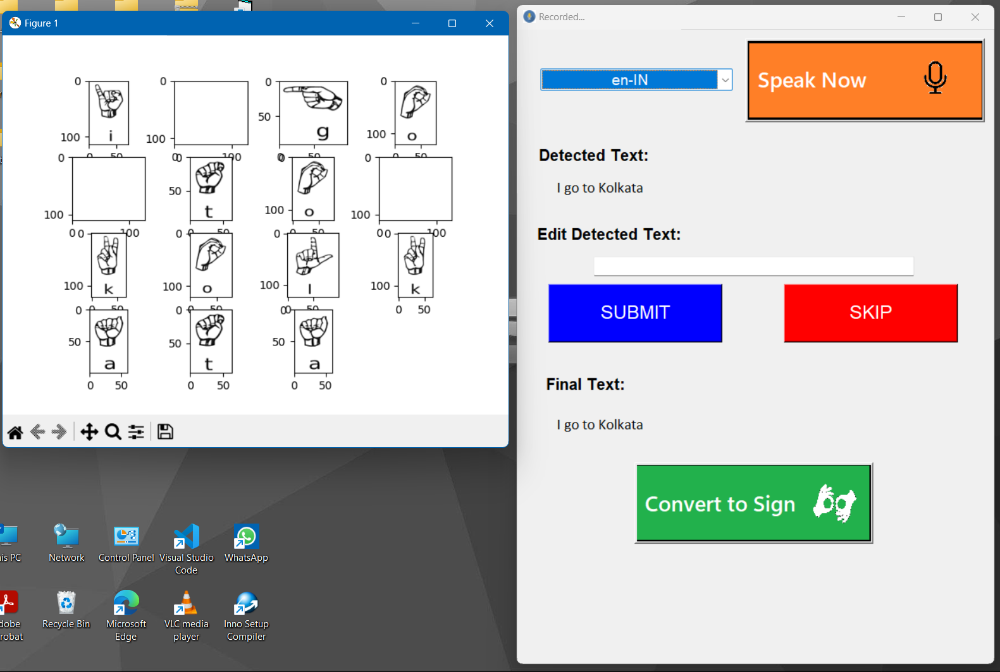 Figure 1
0
100
i
0
50
0
100
0
100
0
50
g
0
50
0
100
o
0
50
0
100
0
100
0
50
t
0
50
0
100
o
0
50
0
100
0
100
0
100
k
0
50
0
100
o
0
50
0
100
l
0
50
0
100
k
0
50
0
50
a
0
50
0
50
t
0
50
0
50
a
0
50
Recorded...
en-IN
Speak Now
Detected Text:
I go to Kolkata
Edit Detected Text:
SUBMIT
SKIP
Final Text:
I go to Kolkata
Convert to Sign
PC
Network
Control Panel
Visual Studio
Code
WhatsApp
Recycle Bin
Microsoft
Edge
VLC media
player
Inno Setup
Compiler